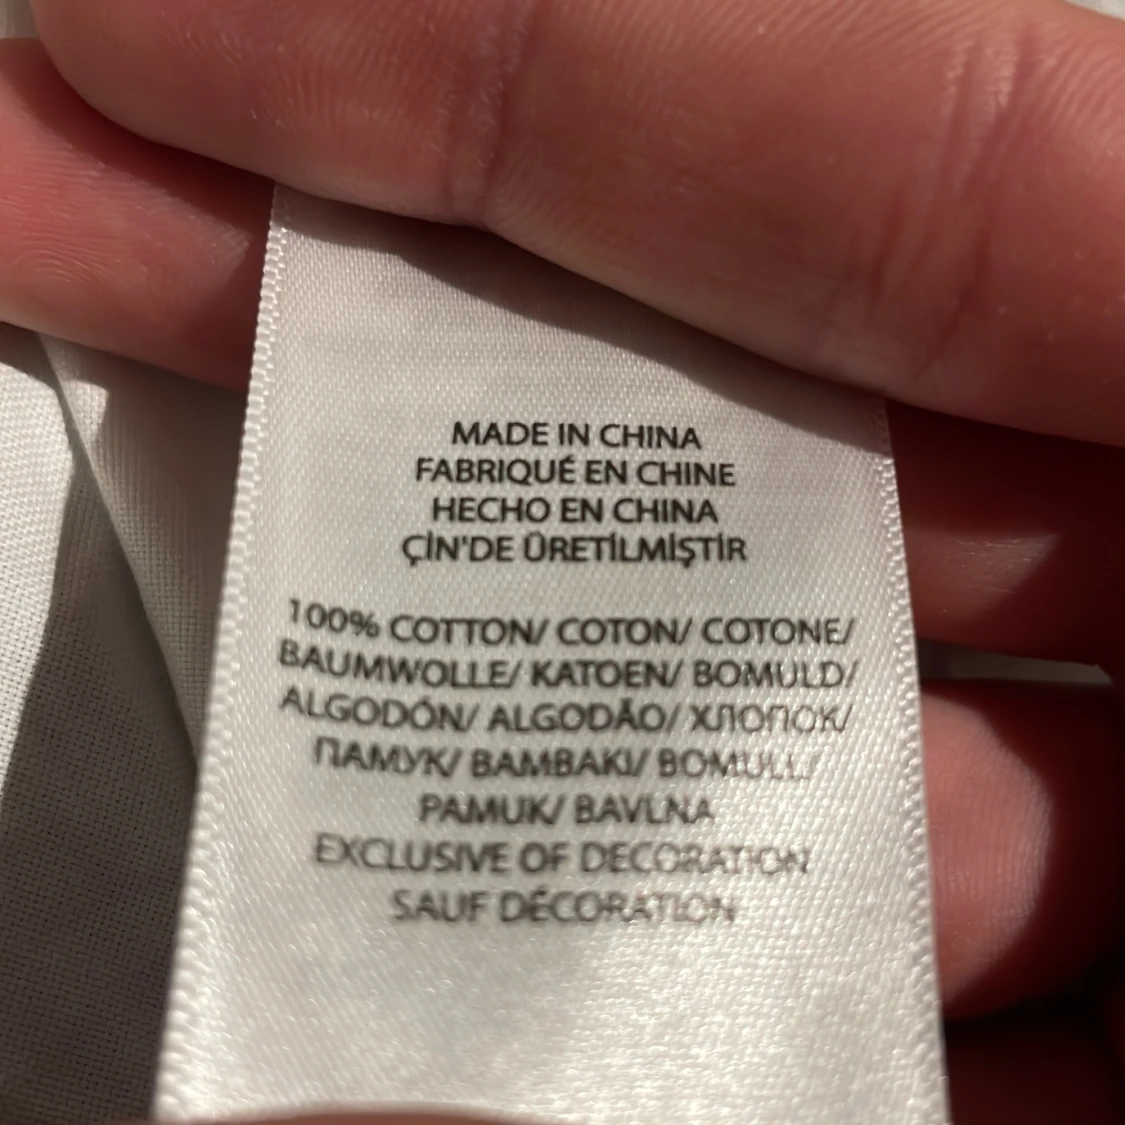 MADE IN CHINA
FABRIQUÉ EN CHINE
HECHO EN CHINA
ÇİN'DE ÜRETİLMİŞTİR
100% COTTON/ COTON/ COTONE/
BAUMWOLLE/ KATOEN/ BOMULD/
ALGODÓN/ ALGODÃO/ ХЛОПОК/
ПАМУК/ BAMBAKI/ BOMULL/
PAMUK/ BAVLNA
EXCLUSIVE OF DECORATION
SAUF DÉCORATION